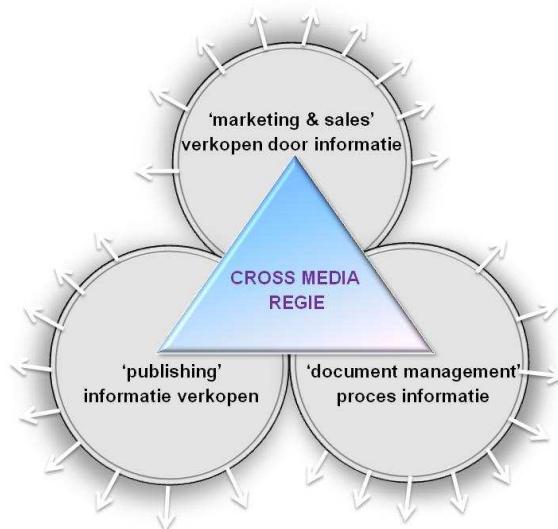 ‘marketing & sales’
verkopen door informatie
CROSS MEDIA
REGIE
‘publishing’
informatie verkopen
‘document management’
proces informatie